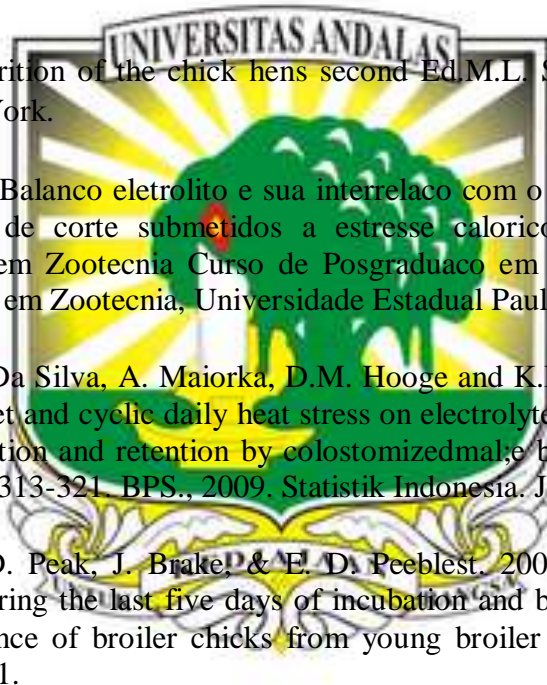 UNIVERSITAS ANDALAS
rition of the chick hens second Ed.M.L. S
York.
Balanco eletrolito e sua interrelaco com o
de corte submetidos a estresse calorico
em Zootecnia Curso de Posgraduaco em
em Zootecnia, Universidade Estadual Paul
Da Silva, A. Maiorka, D.M. Hooge and K.
et and cyclic daily heat stress on electrolyte
tion and retention by colostomizedmal;e b
313-321. BPS., 2009. Statistik Indonesia. J
D. Peak, J. Brake, & E. D. Peeblest. 200
ring the last five days of incubation and b
nce of broiler chicks from young broiler
1.